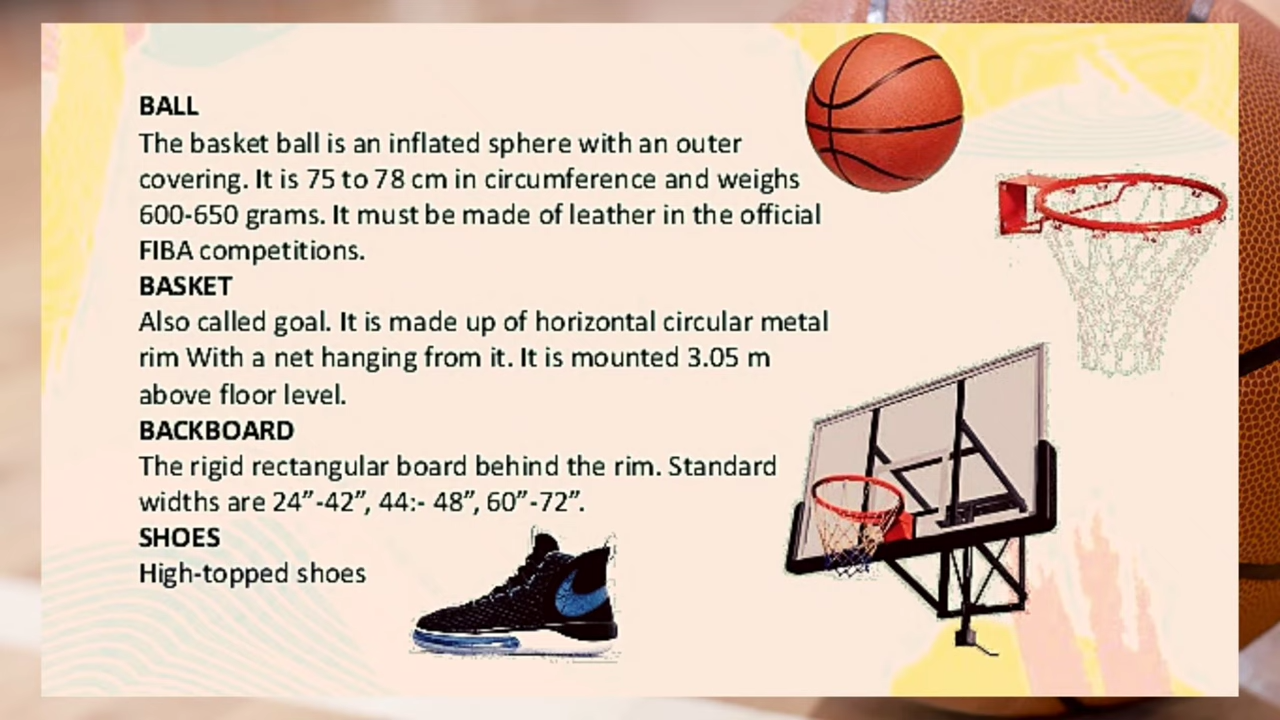 BALL
The basket ball is an inflated sphere with an outer
covering. It is 75 to 78 cm in circumference and weighs
600-650 grams. It must be made of leather in the official
FIBA competitions.
BASKET
Also called goal. It is made up of horizontal circular metal
rim With a net hanging from it. It is mounted 3.05 m
above floor level.
BACKBOARD
The rigid rectangular board behind the rim. Standard
widths are 24”-42”, 44:- 48”, 60”-72”.
SHOES
High-topped shoes